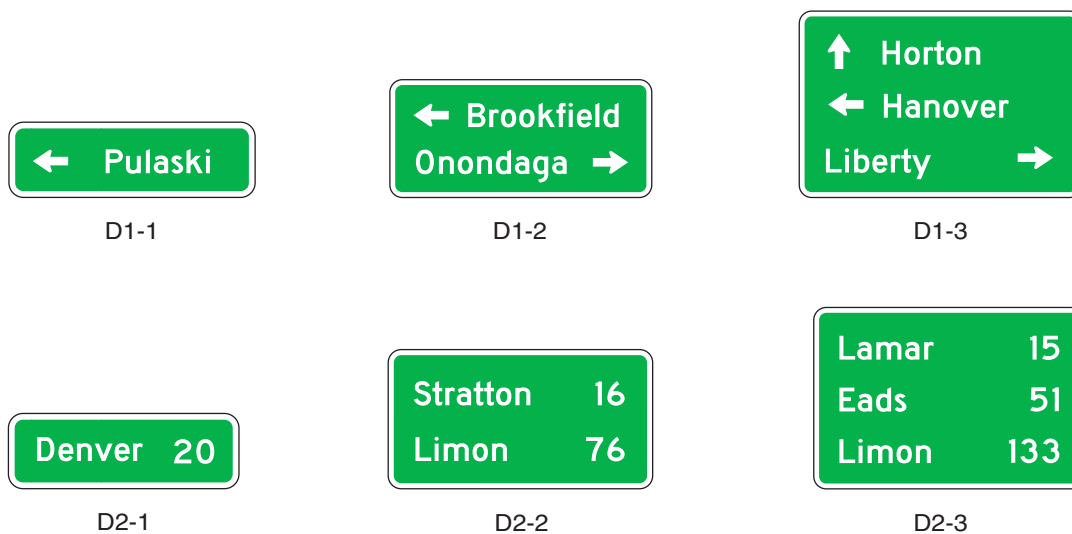 ← Pulaski
D1-1
← Brookfield
Onondaga →
D1-2
↑ Horton
← Hanover
Liberty →
D1-3
Denver 20
D2-1
Stratton 16
Limon 76
D2-2
Lamar 15
Eads 51
Limon 133
D2-3